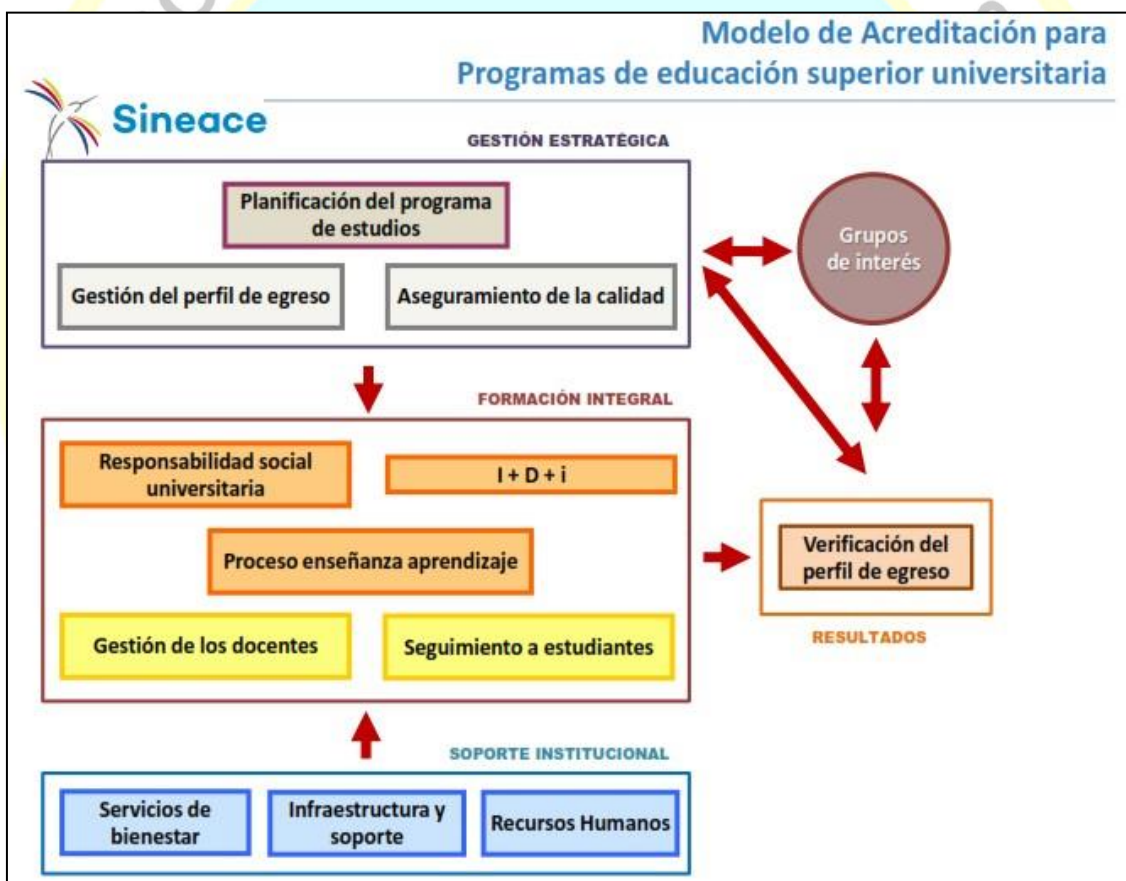 Modelo de Acreditación para
Programas de educación superior universitaria
Sineace
GESTIÓN ESTRATÉGICA
Planificación del programa
de estudios
Gestión del perfil de egreso
Aseguramiento de la calidad
Grupos
de interés
FORMACIÓN INTEGRAL
Responsabilidad social
universitaria
I + D + i
Proceso enseñanza aprendizaje
Gestión de los docentes
Seguimiento a estudiantes
Verificación del
perfil de egreso
RESULTADOS
SOPORTE INSTITUCIONAL
Servicios de
bienestar
Infraestructura y
soporte
Recursos Humanos